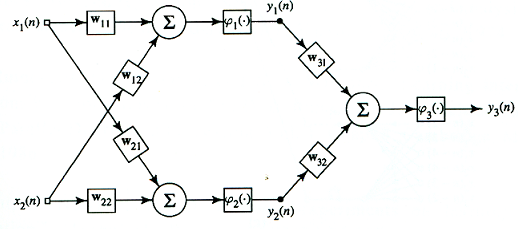 x₁(n) w₁₁ Σ φ₁(·) y₁(n)
w₃₁
w₁₂
Σ φ₃(·) y₃(n)
w₂₁
w₃₂
x₂(n) w₂₂ Σ φ₂(·) y₂(n)